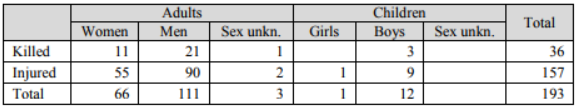 Adults Children Total
Women Men Sex unkn. Girls Boys Sex unkn.
Killed 11 21 1 3 36
Injured 55 90 2 1 9 157
Total 66 111 3 1 12 193